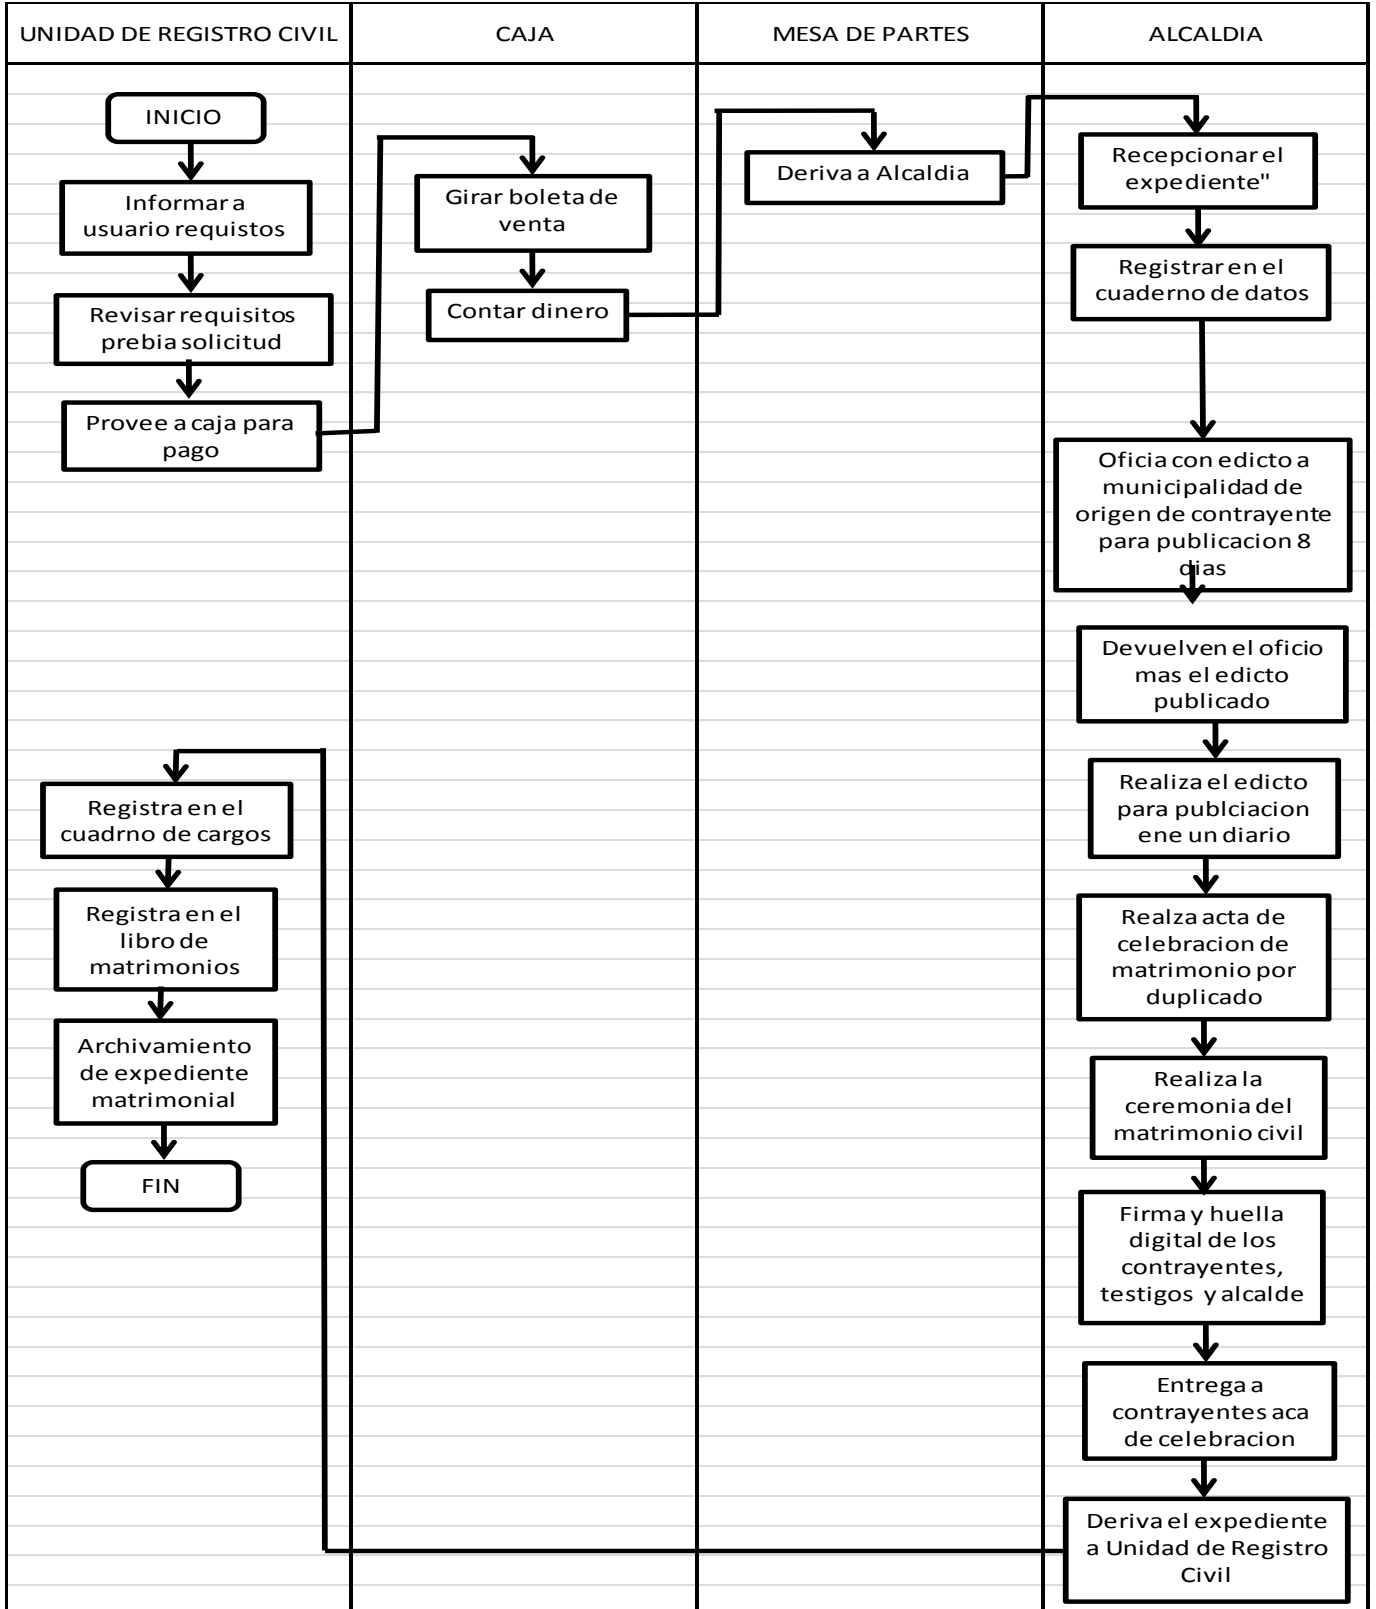 UNIDAD DE REGISTRO CIVIL
CAJA
MESA DE PARTES
ALCALDIA
INICIO
Informar a
usuario requistos
Revisar requisitos
prebia solicitud
Provee a caja para
pago
Girar boleta de
venta
Contar dinero
Deriva a Alcaldia
Recepcionar el
expediente"
Registrar en el
cuaderno de datos
Oficia con edicto a
municipalidad de
origen de contrayente
para publicacion 8
dias
Devuelven el oficio
mas el edicto
publicado
Realiza el edicto
para publciacion
ene un diario
Realza acta de
celebracion de
matrimonio por
duplicado
Realiza la
ceremonia del
matrimonio civil
Firma y huella
digital de los
contrayentes,
testigos y alcalde
Entrega a
contrayentes aca
de celebracion
Deriva el expediente
a Unidad de Registro
Civil
Registra en el
cuadrno de cargos
Registra en el
libro de
matrimonios
Archivamiento
de expediente
matrimonial
FIN